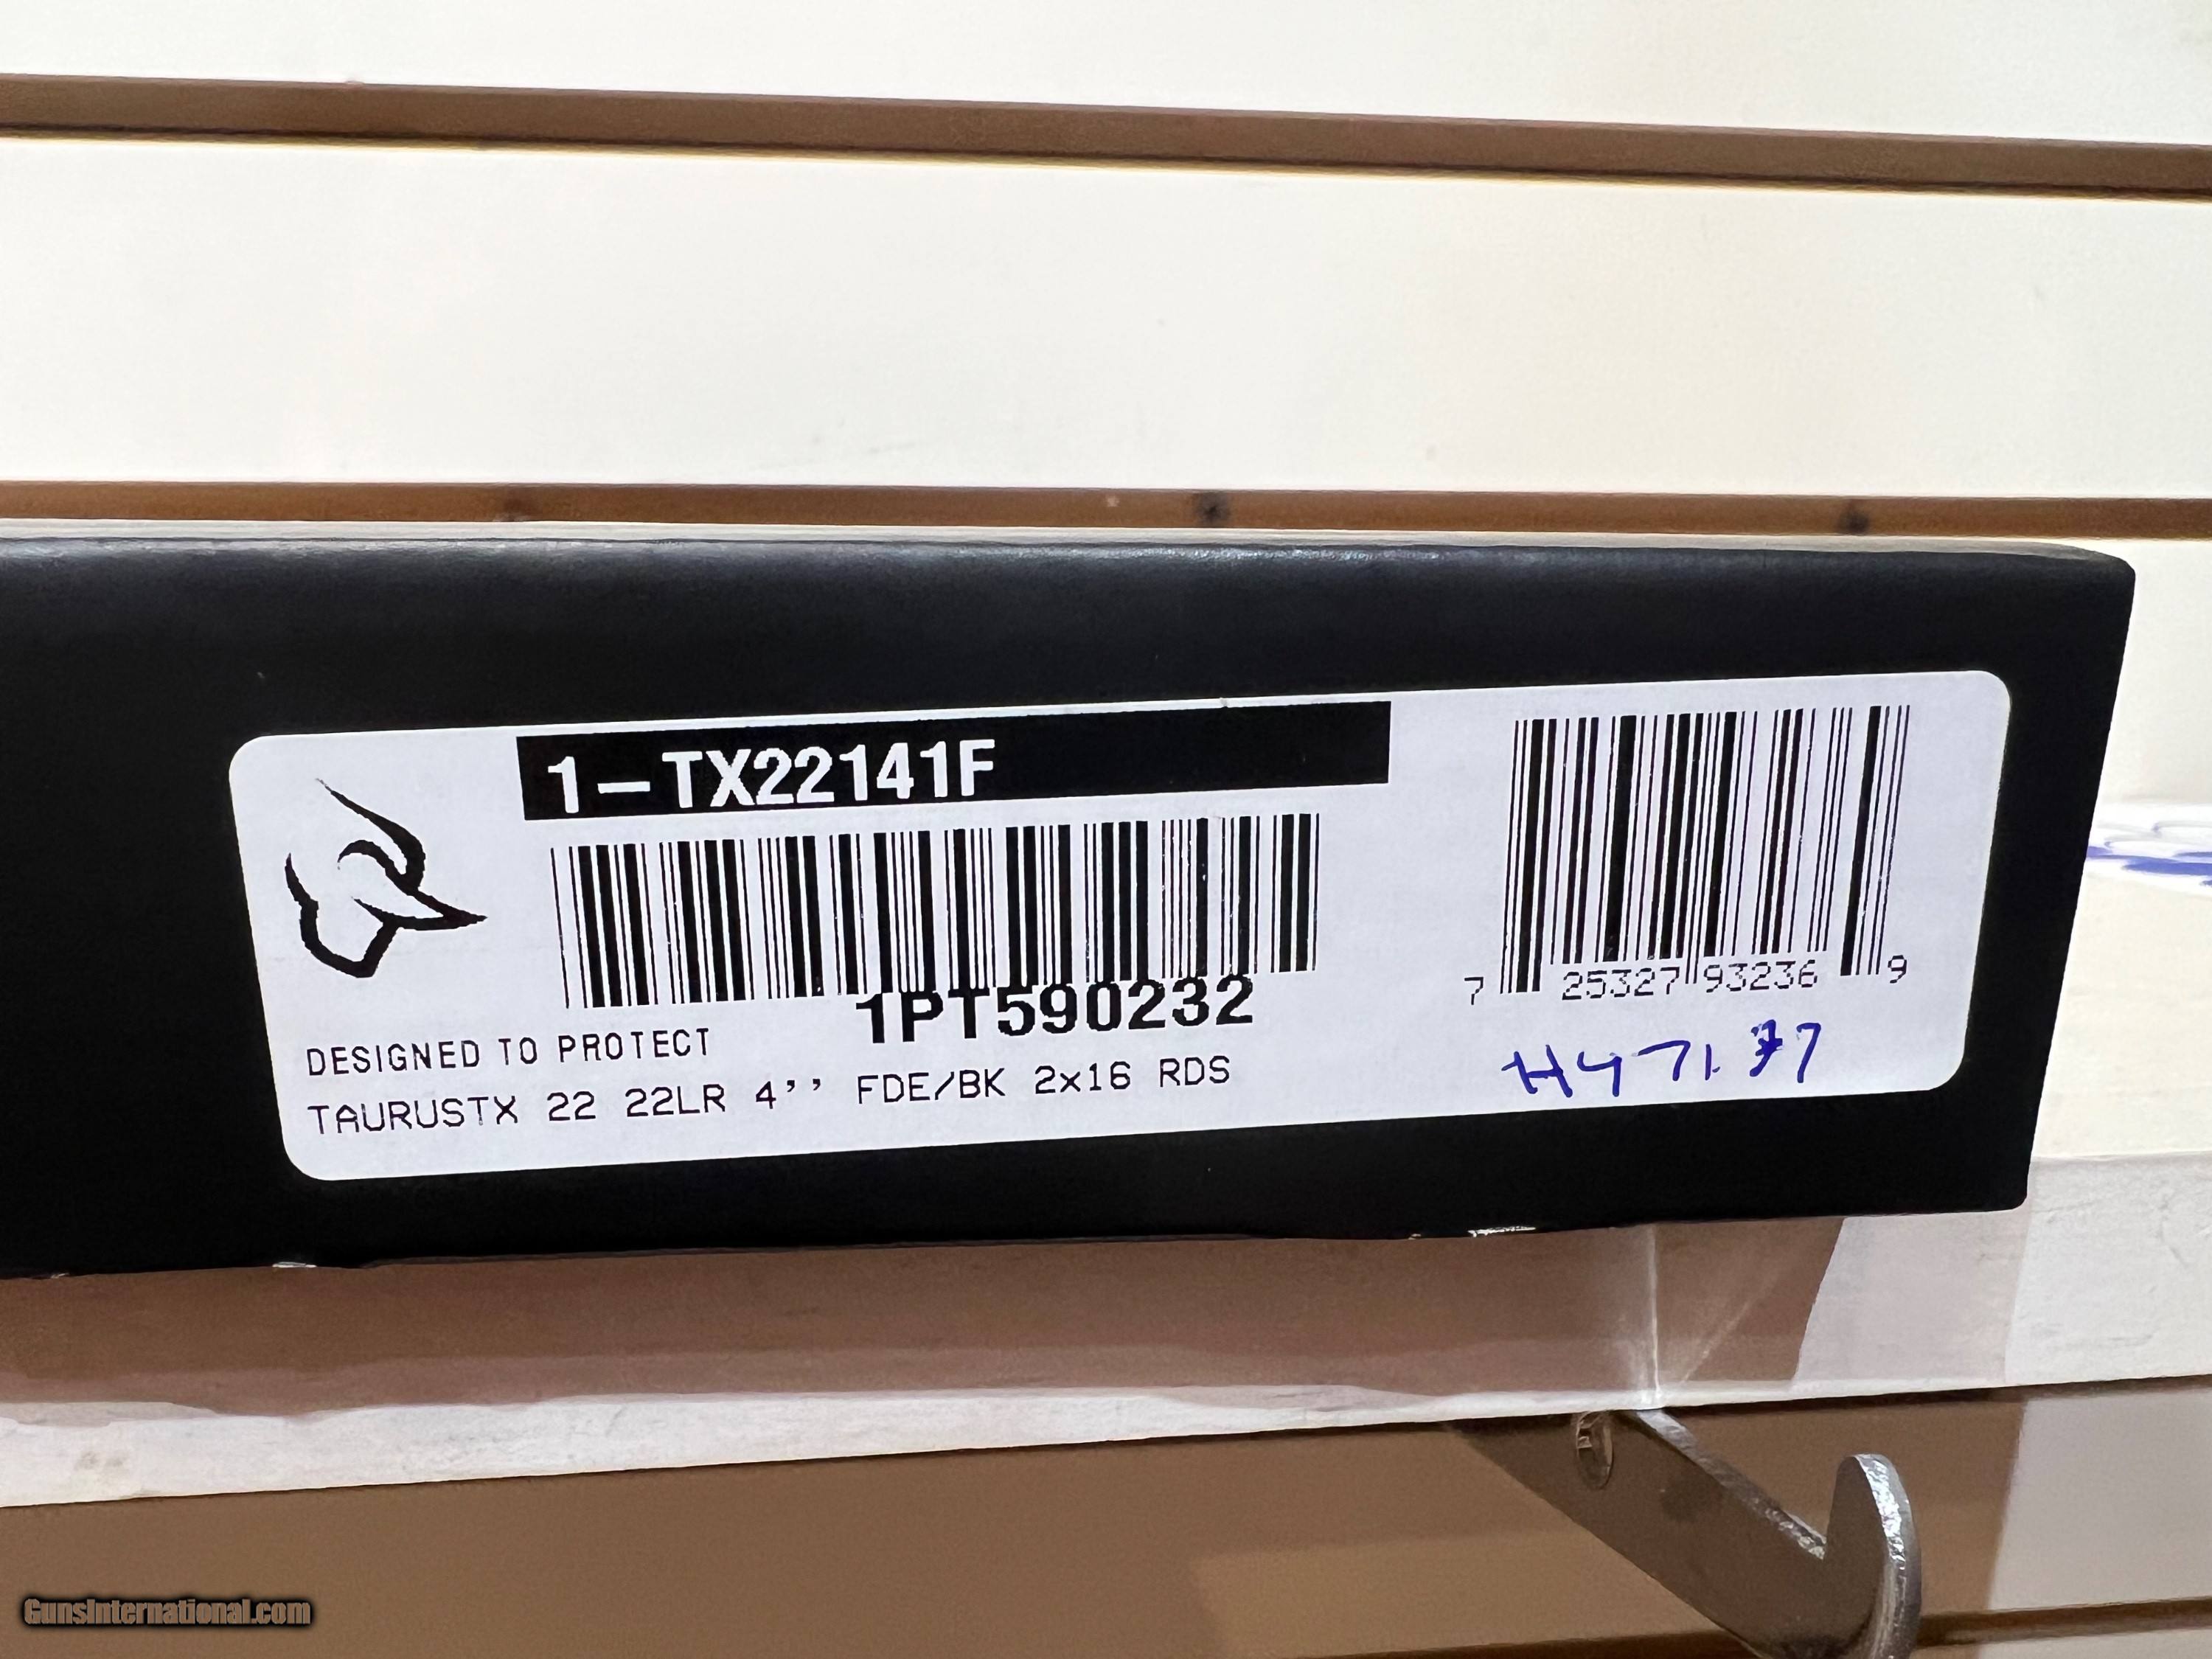 1-TX22141F
1PT590232
7 25327 93236 9
DESIGNED TO PROTECT
TAURUSTX 22 22LR 4’’ FDE/BK 2x16 RDS
GunsInternational.com